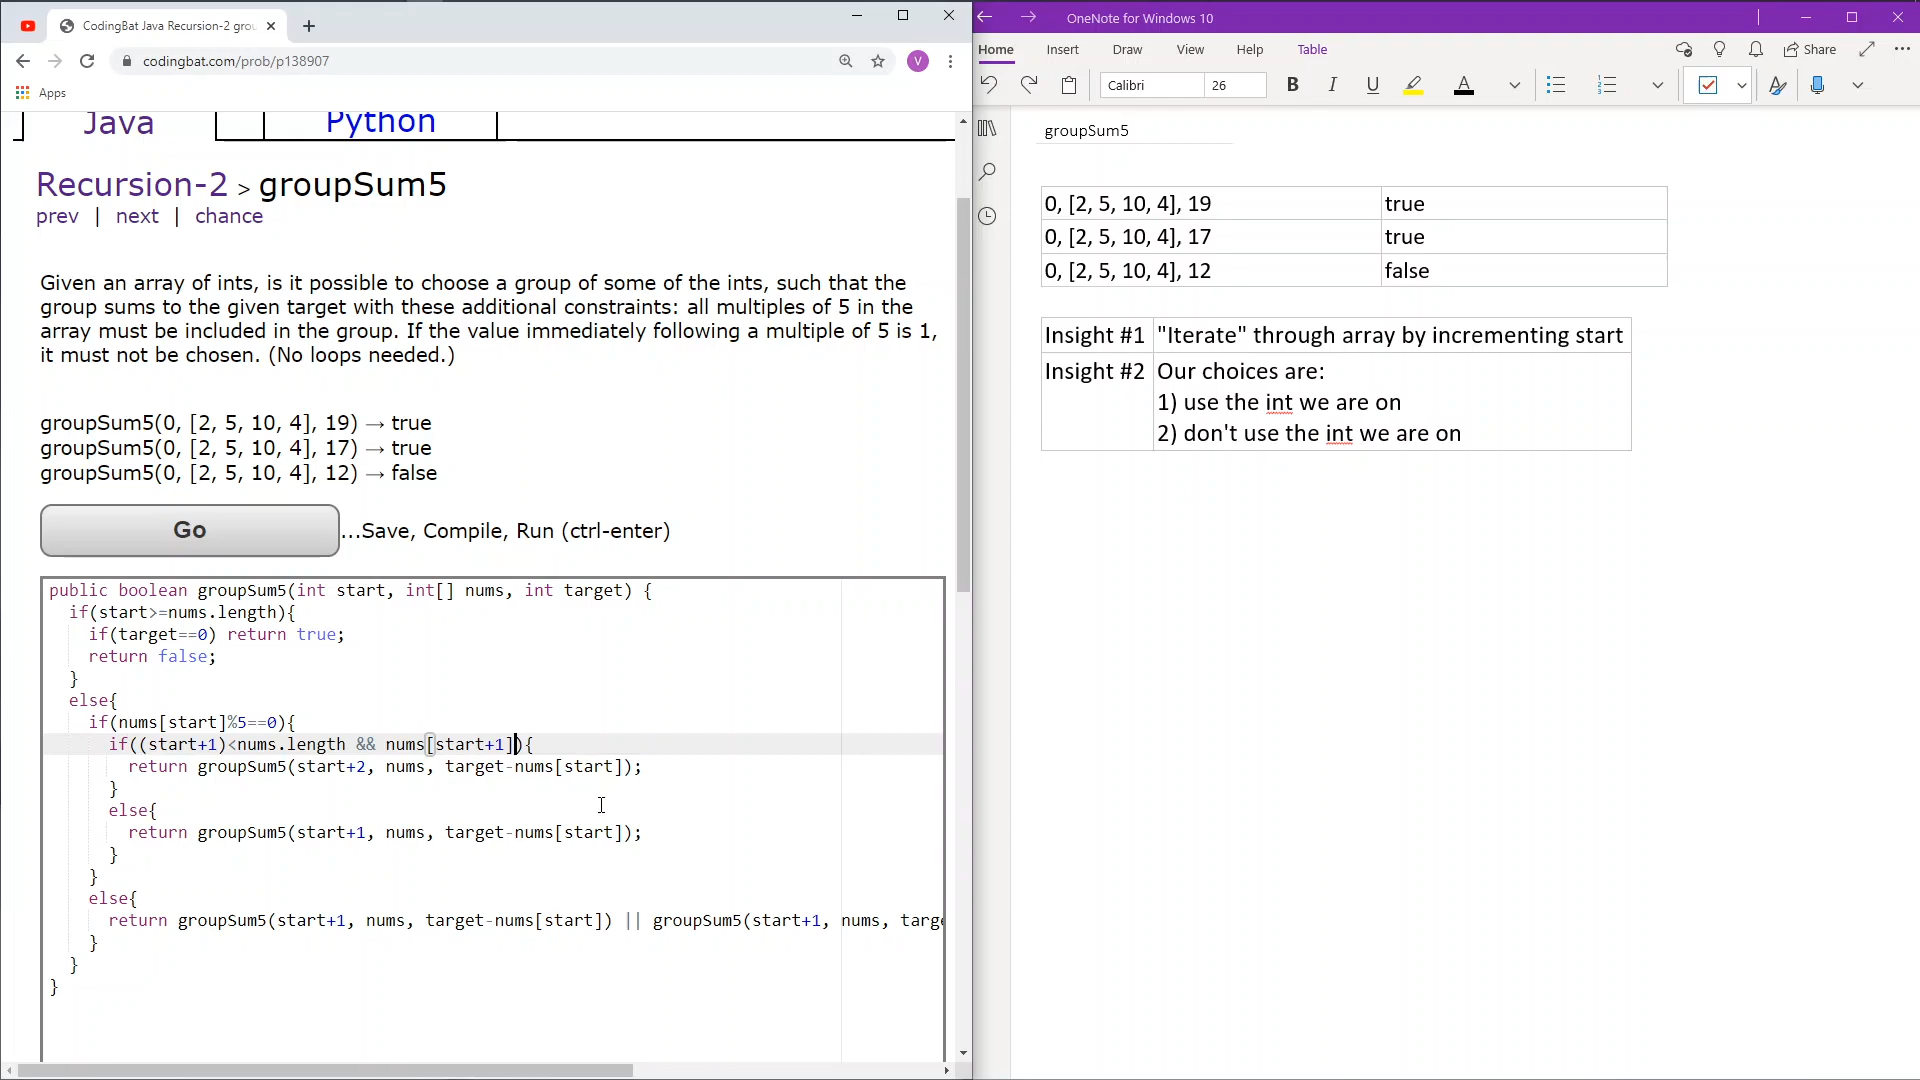 CodingBat Java Recursion-2 grou
codingbat.com/prob/p138907
V
Apps
Java
Python
Recursion-2 > groupSum5
prev | next | chance
Given an array of ints, is it possible to choose a group of some of the ints, such that the
group sums to the given target with these additional constraints: all multiples of 5 in the
array must be included in the group. If the value immediately following a multiple of 5 is 1,
it must not be chosen. (No loops needed.)
groupSum5(0, [2, 5, 10, 4], 19) → true
groupSum5(0, [2, 5, 10, 4], 17) → true
groupSum5(0, [2, 5, 10, 4], 12) → false
Go
...Save, Compile, Run (ctrl-enter)
public boolean groupSum5(int start, int[] nums, int target) {
if(start>=nums.length){
if(target==0) return true;
return false;
}
else{
if(nums[start]%5==0){
if((start+1)<nums.length && nums[start+1]){
return groupSum5(start+2, nums, target-nums[start]);
}
else{
return groupSum5(start+1, nums, target-nums[start]);
}
}
else{
return groupSum5(start+1, nums, target-nums[start]) || groupSum5(start+1, nums, targe
}
}
}
OneNote for Windows 10
Home Insert Draw View Help Table
Share
Calibri 26 B I U A
groupSum5
0, [2, 5, 10, 4], 19 true
0, [2, 5, 10, 4], 17 true
0, [2, 5, 10, 4], 12 false
Insight #1 "Iterate" through array by incrementing start
Insight #2 Our choices are:
1) use the int we are on
2) don't use the int we are on